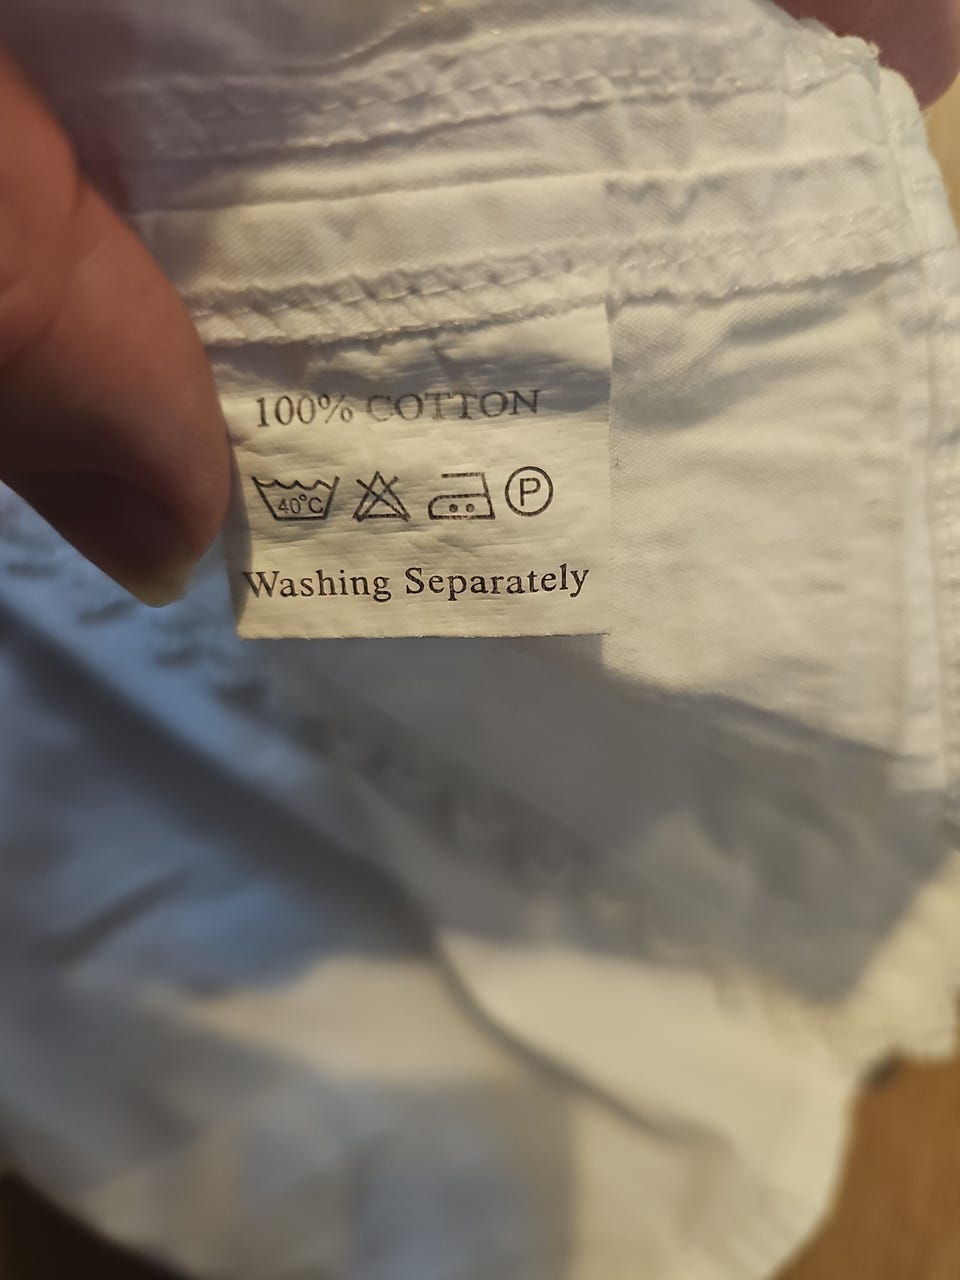 100% COTTON
40°C P
Washing Separately